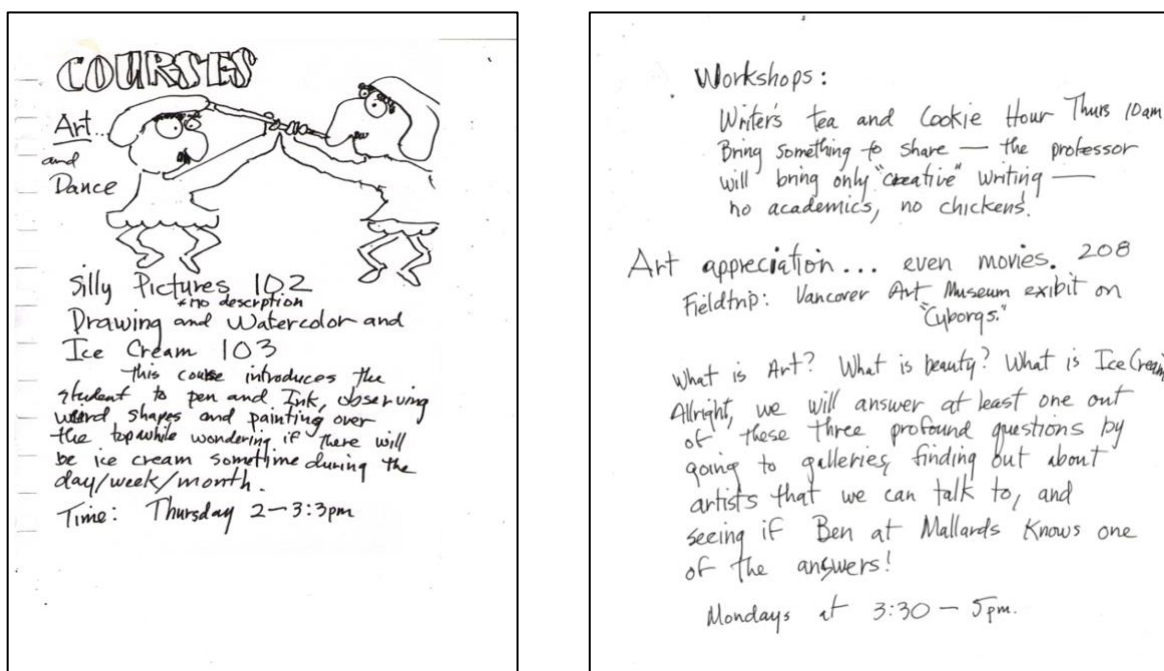 COURSES
Art...
and
Dance
Silly Pictures 102
*no descrption
Drawing and Watercolor and
Ice Cream 103
This course introduces the
student to pen and Ink, observing
weird shapes and painting over
the top while wondering if there will
be ice cream sometime during the
day/week/month.
Time: Thursday 2-3:3pm
Workshops:
Writer's tea and Cookie Hour Thurs 10am
Bring something to share — the professor
will bring only "creative" writing —
no academics, no chickens.
Art appreciation... even movies. 208
Fieldtrip: Vancover Art Museum exibit on
"Cyborgs."
What is Art? What is beauty? What is Ice Cream
Allright, we will answer at least one out
of these three profound questions by
going to galleries, finding out about
artists that we can talk to, and
seeing if Ben at Mallards knows one
of the answers!
Mondays at 3:30 - 5pm.